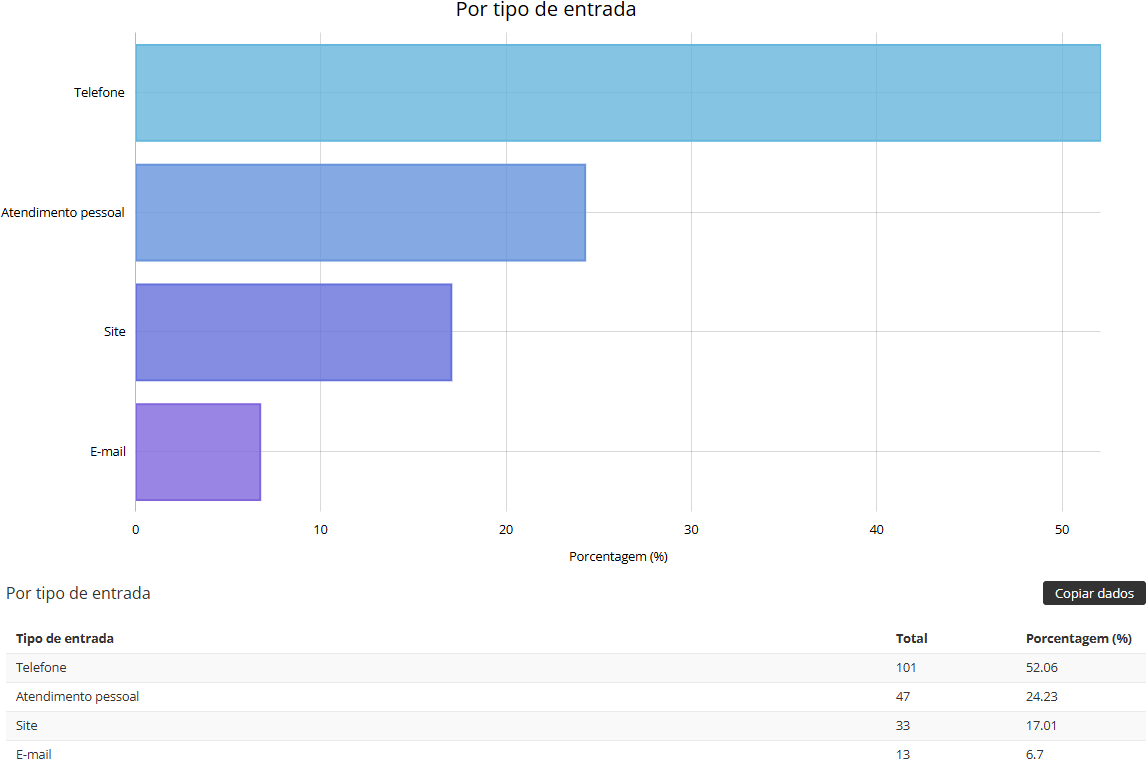 Por tipo de entrada
Telefone
Atendimento pessoal
Site
E-mail
0 10 20 30 40 50
Porcentagem (%)
Por tipo de entrada Copiar dados
Tipo de entrada Total Porcentagem (%)
Telefone 101 52.06
Atendimento pessoal 47 24.23
Site 33 17.01
E-mail 13 6.7